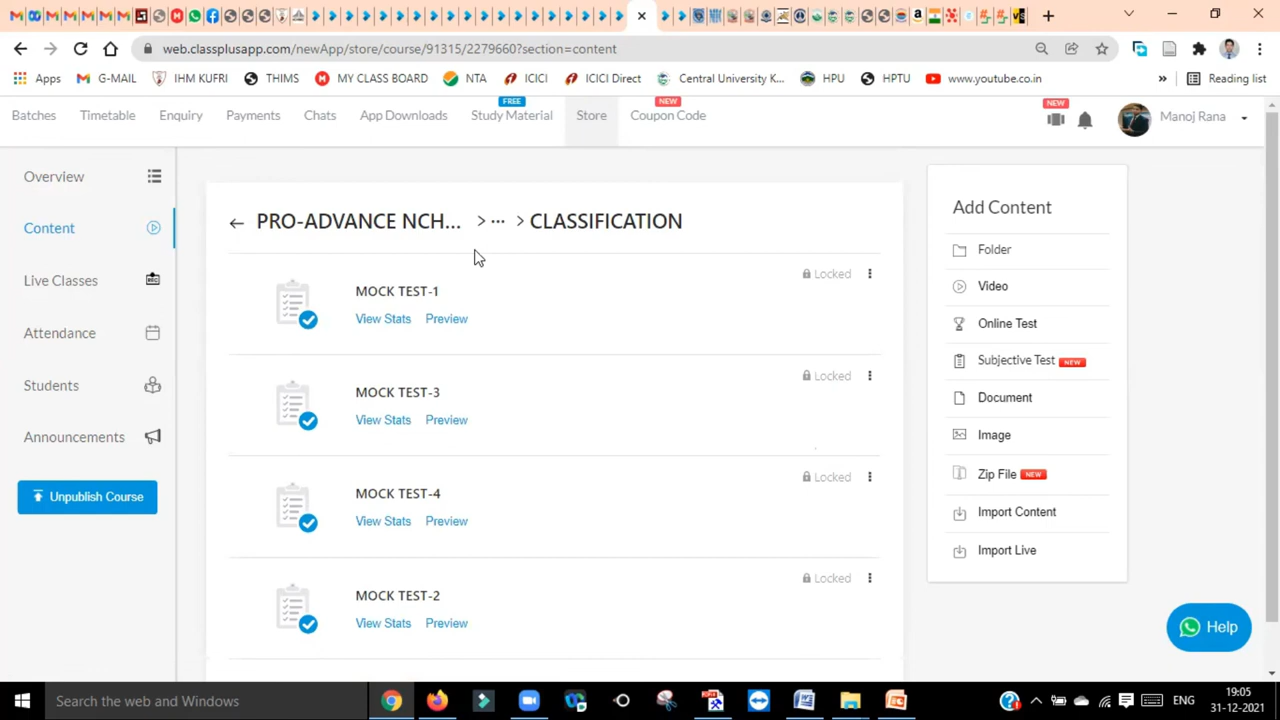 web.classplusapp.com/newApp/store/course/91315/2279660?section=content
Apps G-MAIL IHM KUFRI THIMS MY CLASS BOARD NTA ICICI ICICI Direct Central University K... HPU HPTU www.youtube.co.in » Reading list
FREE NEW NEW
Batches Timetable Enquiry Payments Chats App Downloads Study Material Store Coupon Code Manoj Rana
Overview
Content
Live Classes
Attendance
Students
Announcements
Unpublish Course
PRO-ADVANCE NCH... > ... > CLASSIFICATION
MOCK TEST-1 Locked
View Stats Preview
MOCK TEST-3 Locked
View Stats Preview
MOCK TEST-4 Locked
View Stats Preview
MOCK TEST-2 Locked
View Stats Preview
Add Content
Folder
Video
Online Test
Subjective Test NEW
Document
Image
Zip File NEW
Import Content
Import Live
Help
Search the web and Windows
ENG
19:05
31-12-2021